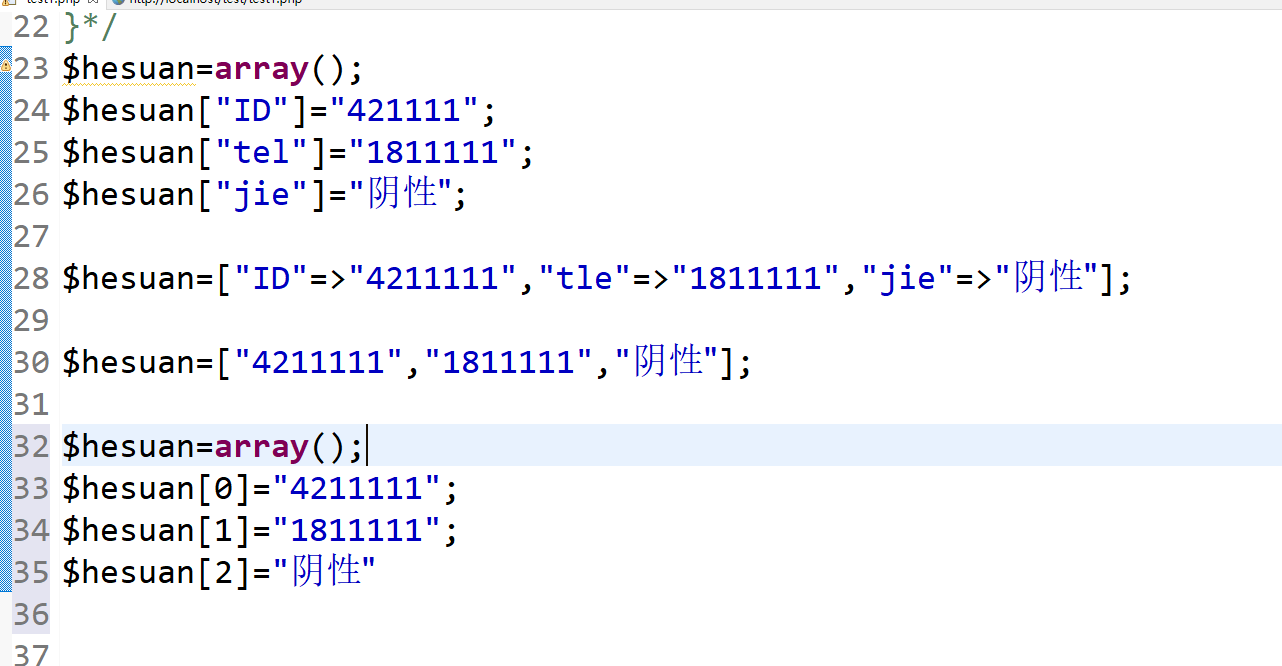 test1.php http://localhost/test/test1.php
22 }*/
23 $hesuan=array();
24 $hesuan["ID"]="421111";
25 $hesuan["tel"]="1811111";
26 $hesuan["jie"]="阴性";
27
28 $hesuan=["ID"=>"4211111","tle"=>"1811111","jie"=>"阴性"];
29
30 $hesuan=["4211111","1811111","阴性"];
31
32 $hesuan=array();
33 $hesuan[0]="4211111";
34 $hesuan[1]="1811111";
35 $hesuan[2]="阴性"
36
37